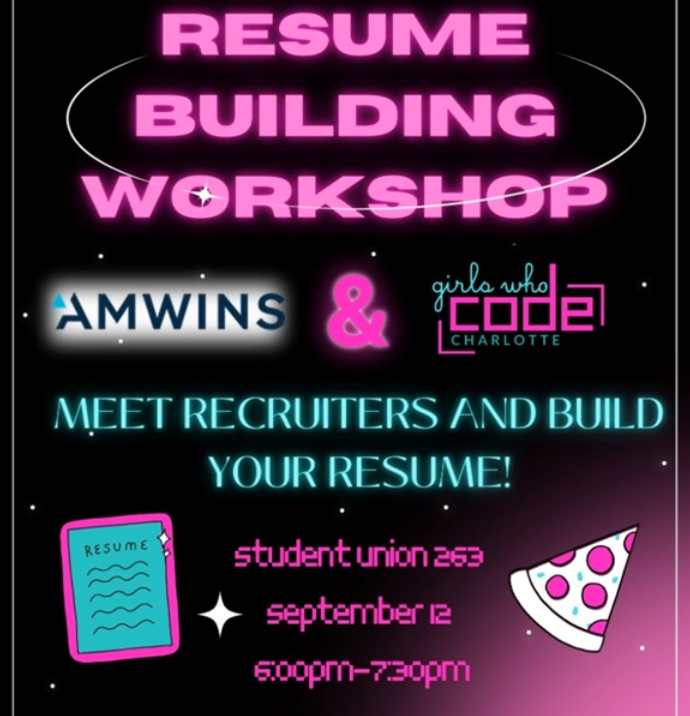 RESUME
BUILDING
WORKSHOP
AMWINS & girls who code CHARLOTTE
MEET RECRUITERS AND BUILD
YOUR RESUME!
RESUME
student union 263
september 12
6:00pm-7:30pm